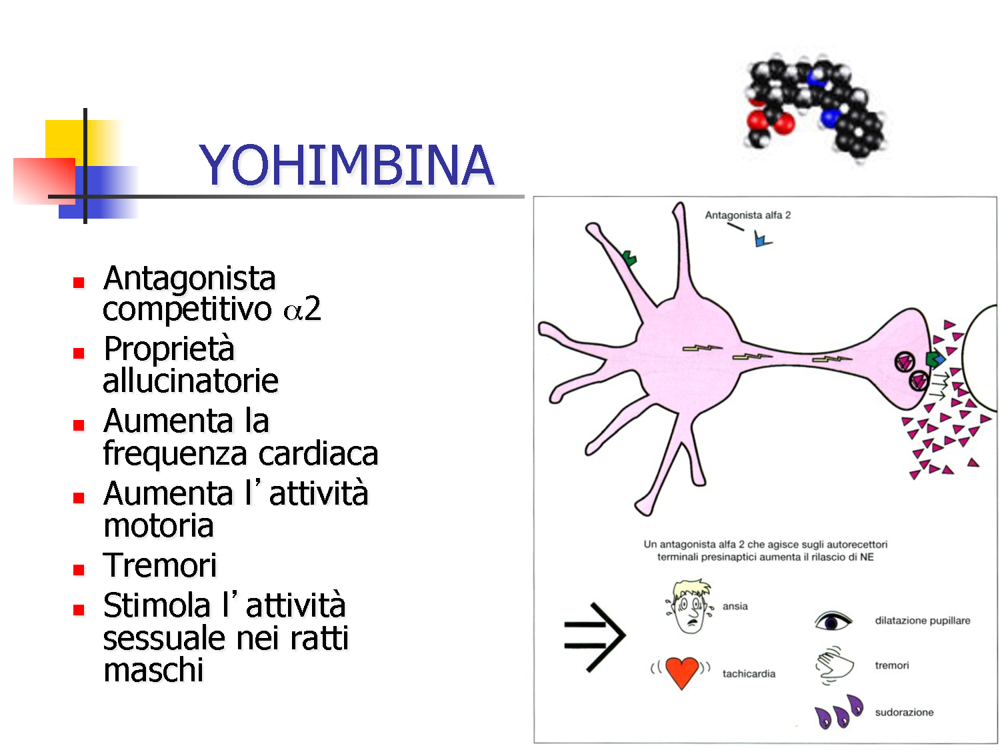 YOHIMBINA
Antagonista
competitivo α2
Proprietà
allucinatorie
Aumenta la
frequenza cardiaca
Aumenta l’attività
motoria
Tremori
Stimola l’attività
sessuale nei ratti
maschi
Antagonista alfa 2
Un antagonista alfa 2 che agisce sugli autorecettori
terminali presinaptici aumenta il rilascio di NE
ansia
dilatazione pupillare
tachicardia
tremori
sudorazione